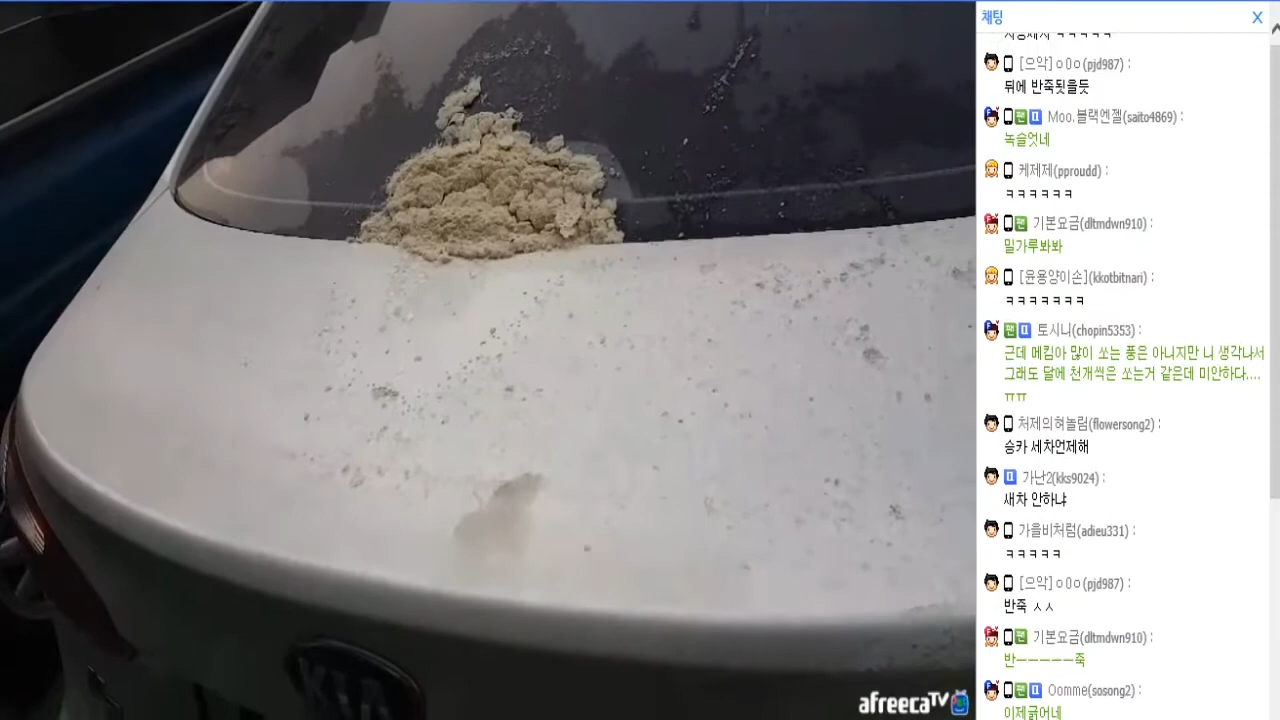 채팅
X
[으악]ㅇ0ㅇ(pjd987) :
뒤에 반죽됫을듯
Moo.블랙엔젤(saito4869) :
녹슬엇네
케제제(pproudd) :
ㅋㅋㅋㅋㅋㅋ
기본요금(dltmdwn910) :
밀가루봐봐
[윤용양이손](kkotbitnari) :
ㅋㅋㅋㅋㅋㅋㅋ
토시니(chopin5353) :
근데 메킴아 많이 쏘는 풍은 아니지만 니 생각나서
그래도 달에 천개씩은 쏘는거 같은데 미안하다....
ㅠㅠ
처제의혀놀림(flowersong2) :
승카 세차언제해
가난2(kks9024) :
새차 안하냐
가을비처럼(adieu331) :
ㅋㅋㅋㅋㅋ
[으악]ㅇ0ㅇ(pjd987) :
반죽 ㅅㅅ
기본요금(dltmdwn910) :
반ㅡㅡㅡㅡㅡ죽
Oomme(sosong2) :
이제긁어네
afreecaTV